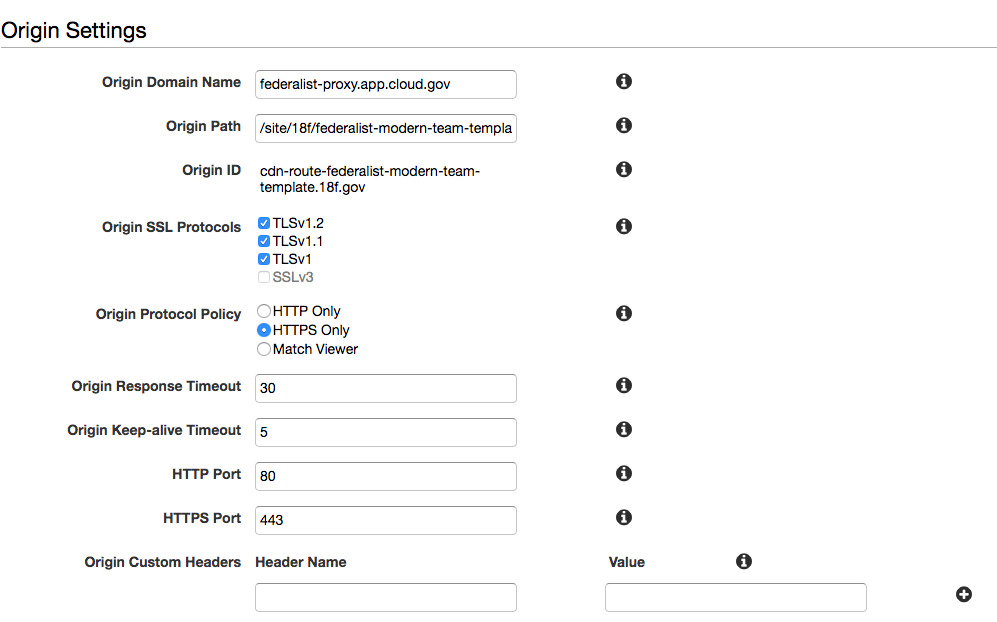 Origin Settings
Origin Domain Name federalist-proxy.app.cloud.gov
Origin Path /site/18f/federalist-modern-team-templa
Origin ID cdn-route-federalist-modern-team-
template.18f.gov
Origin SSL Protocols TLSv1.2
TLSv1.1
TLSv1
SSLv3
Origin Protocol Policy HTTP Only
HTTPS Only
Match Viewer
Origin Response Timeout 30
Origin Keep-alive Timeout 5
HTTP Port 80
HTTPS Port 443
Origin Custom Headers Header Name Value